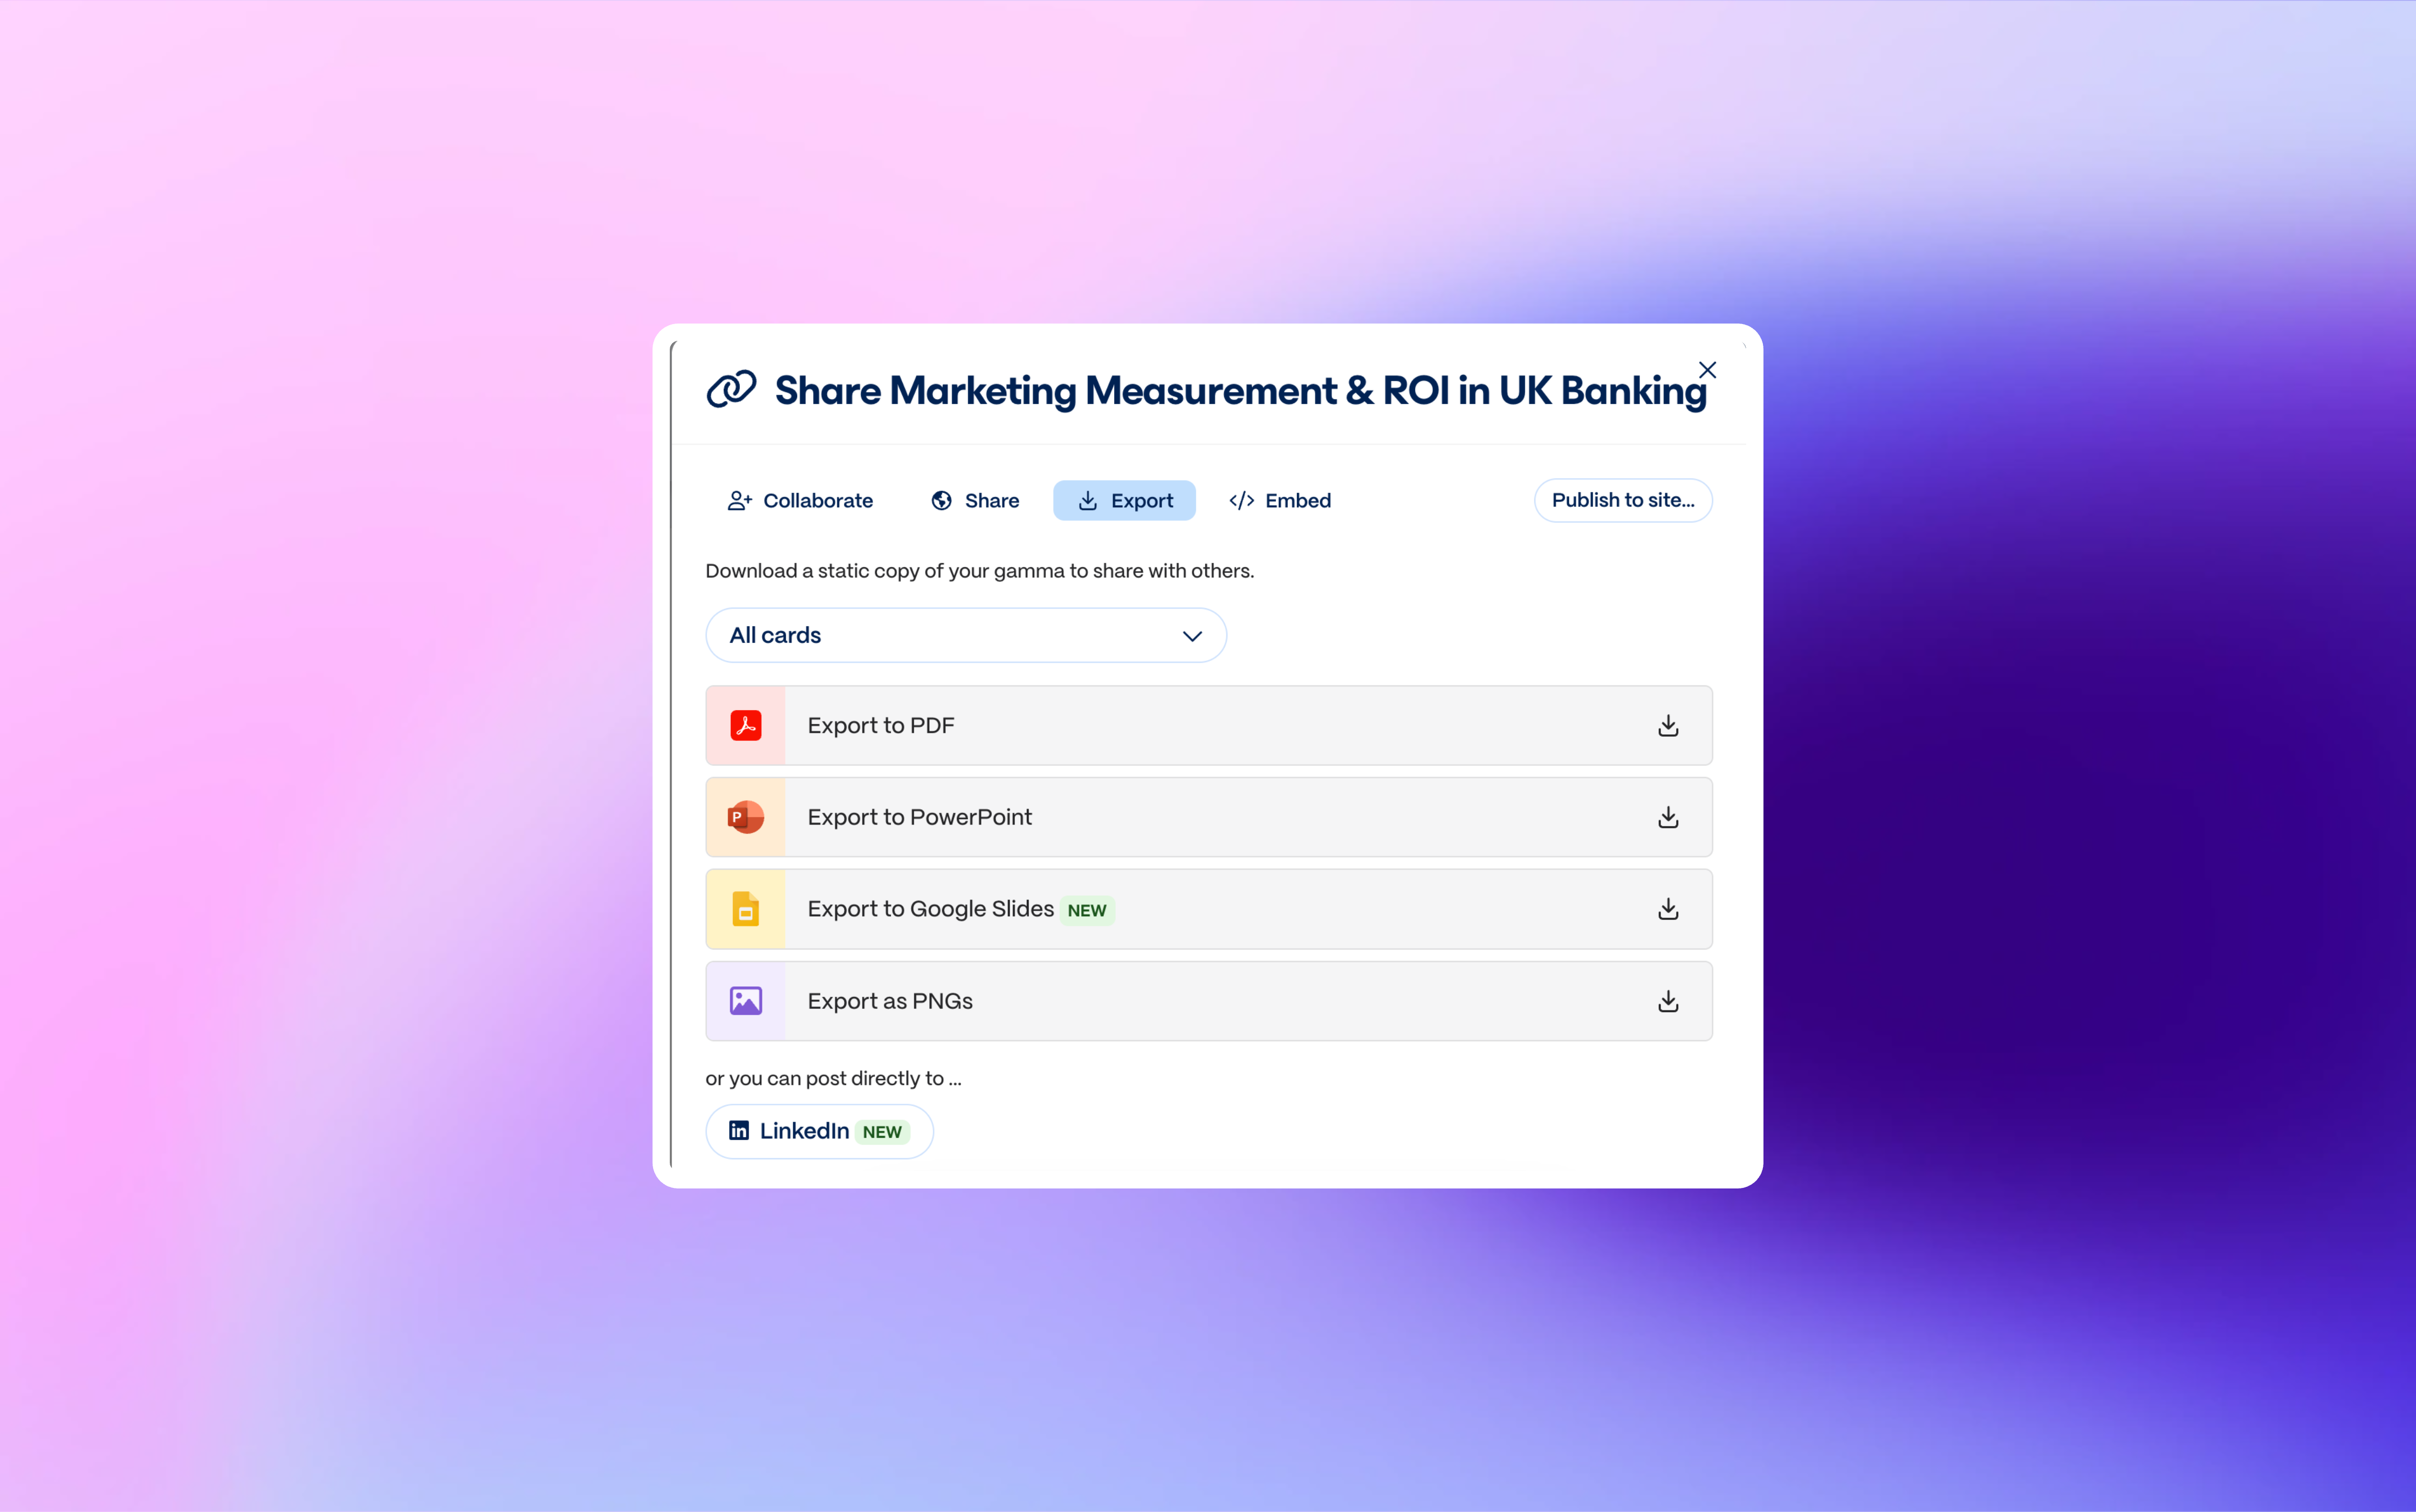 Share Marketing Measurement & ROI in UK Banking
Collaborate
Share
Export
</> Embed
Publish to site...
Download a static copy of your gamma to share with others.
All cards
Export to PDF
P
Export to PowerPoint
Export to Google Slides NEW
Export as PNGs
or you can post directly to ...
in LinkedIn NEW